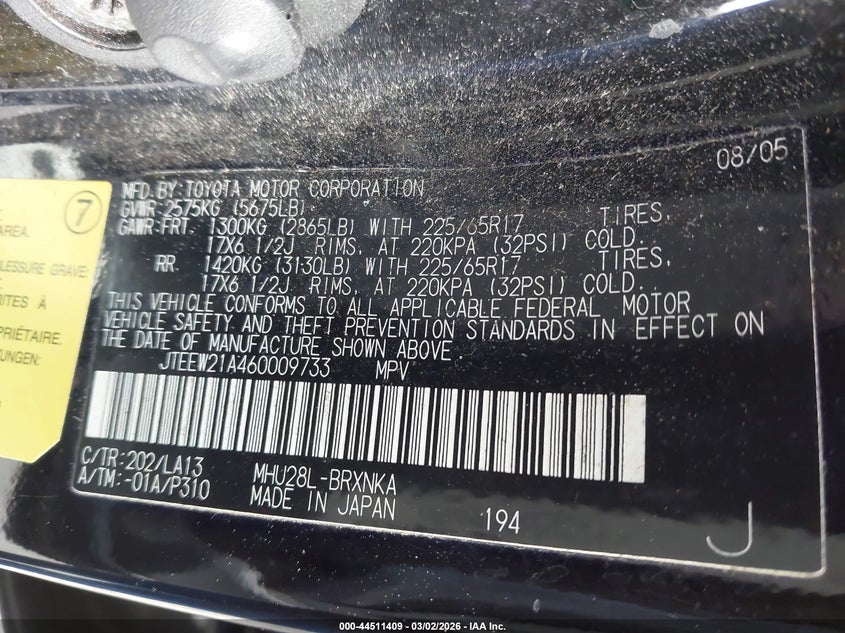 08/05
MFD.BY:TOYOTA MOTOR CORPORATION
GVWR:2575KG (5675LB)
GAWR:FRT. 1300KG (2865LB) WITH 225/65R17 TIRES,
17X6 1/2J RIMS, AT 220KPA (32PSI) COLD.
RR. 1420KG (3130LB) WITH 225/65R17 TIRES,
17X6 1/2J RIMS, AT 220KPA (32PSI) COLD.
THIS VEHICLE CONFORMS TO ALL APPLICABLE FEDERAL MOTOR
VEHICLE SAFETY AND THEFT PREVENTION STANDARDS IN EFFECT ON
THE DATE OF MANUFACTURE SHOWN ABOVE
JTEEW21A460009733 MPV
C/TR:202/LA13 MHU28L-BRXNKA
A/TM:-01A/P310 MADE IN JAPAN
194
J
7
AREA.
GRAVE:
À
UNGEN:
000-44511409 - 03/02/2026 - IAA Inc.